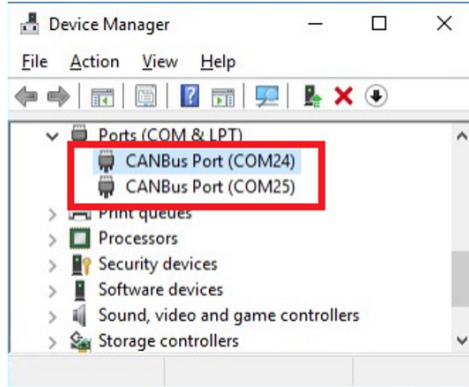 Device Manager
File Action View Help
Ports (COM & LPT)
CANBus Port (COM24)
CANBus Port (COM25)
Print queues
Processors
Security devices
Software devices
Sound, video and game controllers
Storage controllers